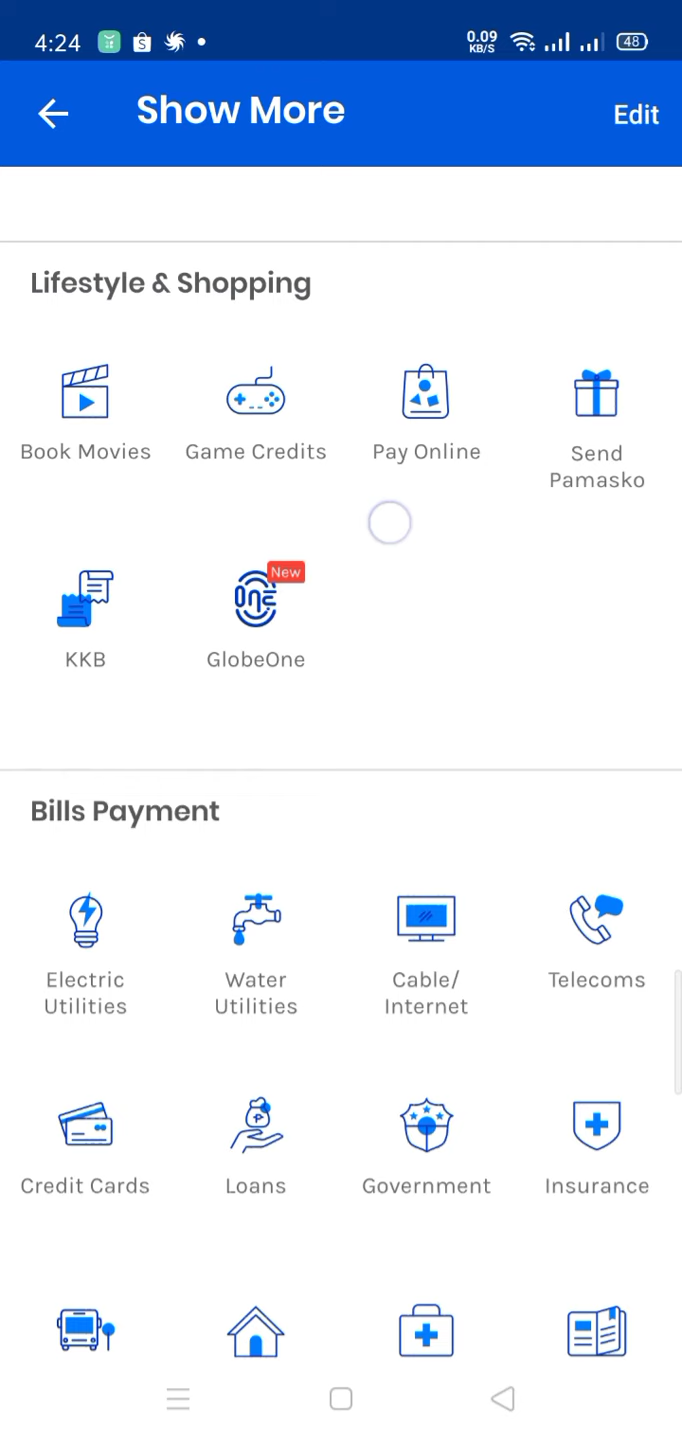 4:24
0.09
KB/S
48
Show More
Edit
Lifestyle & Shopping
Book Movies
Game Credits
Pay Online
Send
Pamasko
New
KKB
GlobeOne
Bills Payment
Electric
Utilities
Water
Utilities
Cable/
Internet
Telecoms
Credit Cards
Loans
Government
Insurance